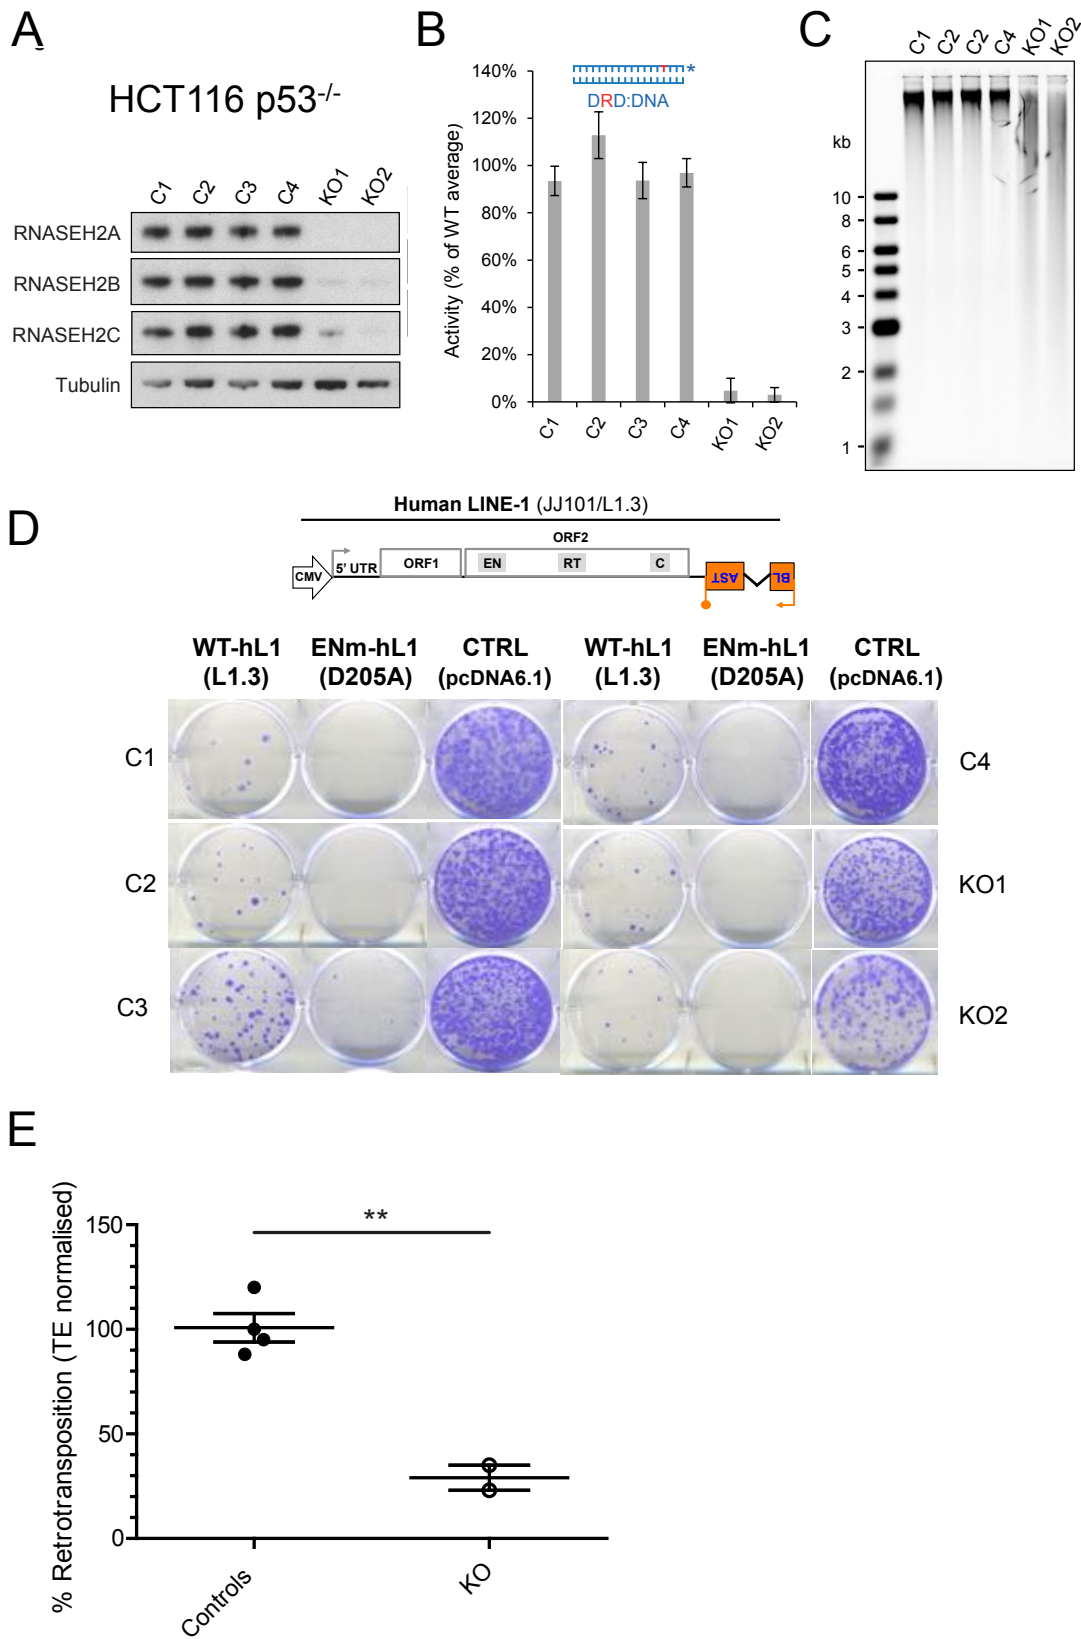 A
HCT116 p53-/-
C1 C2 C3 C4 KO1 KO2
RNASEH2A
RNASEH2B
RNASEH2C
Tubulin
B
DRD:DNA
*
Activity (% of WT average)
140%
120%
100%
80%
60%
40%
20%
0%
C1 C2 C3 C4 KO1 KO2
C
C1 C2 C2 C4 KO1 KO2
kb
10
8
6
5
4
3
2
1
D
Human LINE-1 (JJ101/L1.3)
ORF2
CMV 5' UTR ORF1 EN RT C AST BL
WT-hL1 ENm-hL1 CTRL WT-hL1 ENm-hL1 CTRL
(L1.3) (D205A) (pcDNA6.1) (L1.3) (D205A) (pcDNA6.1)
C1 C4
C2 KO1
C3 KO2
E
% Retrotransposition (TE normalised)
**
150
100
50
0
Controls KO